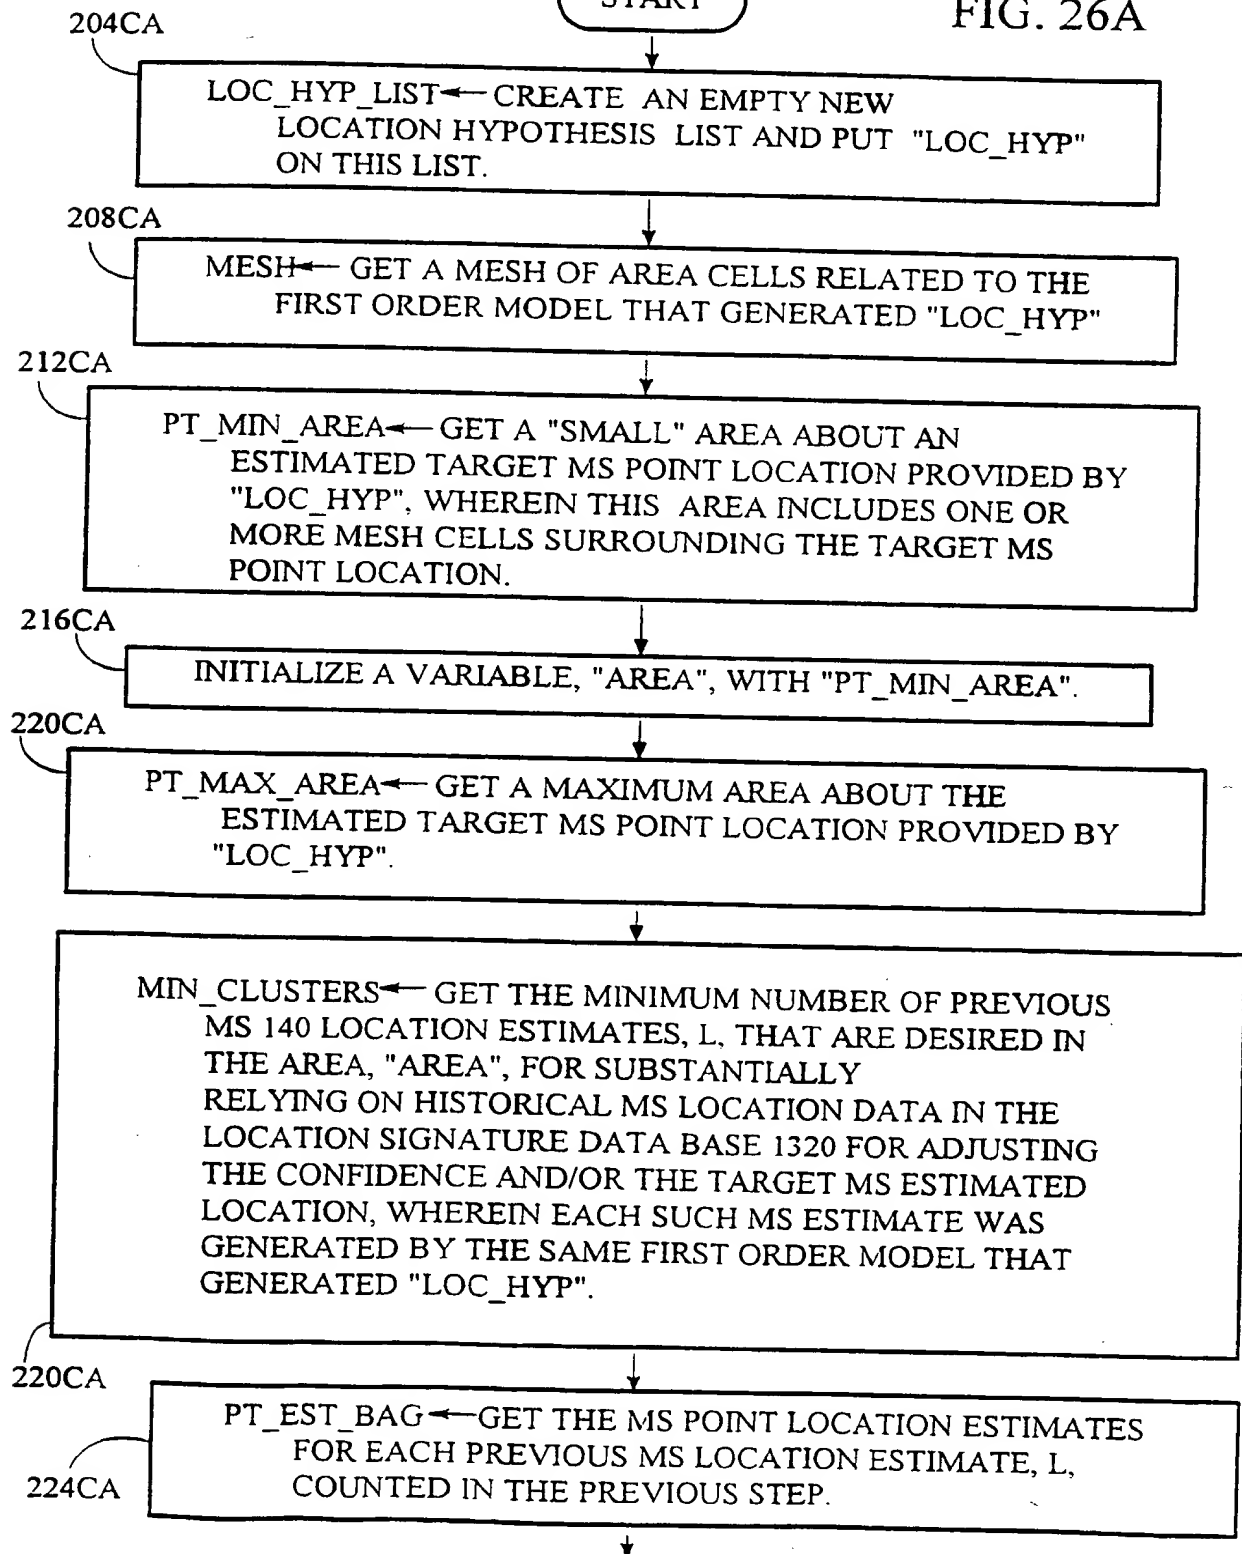 START
FIG. 26A
204CA
LOC_HYP_LIST← CREATE AN EMPTY NEW
LOCATION HYPOTHESIS LIST AND PUT "LOC_HYP"
ON THIS LIST.
208CA
MESH← GET A MESH OF AREA CELLS RELATED TO THE
FIRST ORDER MODEL THAT GENERATED "LOC_HYP"
212CA
PT_MIN_AREA← GET A "SMALL" AREA ABOUT AN
ESTIMATED TARGET MS POINT LOCATION PROVIDED BY
"LOC_HYP", WHEREIN THIS AREA INCLUDES ONE OR
MORE MESH CELLS SURROUNDING THE TARGET MS
POINT LOCATION.
216CA
INITIALIZE A VARIABLE, "AREA", WITH "PT_MIN_AREA".
220CA
PT_MAX_AREA← GET A MAXIMUM AREA ABOUT THE
ESTIMATED TARGET MS POINT LOCATION PROVIDED BY
"LOC_HYP".
MIN_CLUSTERS← GET THE MINIMUM NUMBER OF PREVIOUS
MS 140 LOCATION ESTIMATES, L, THAT ARE DESIRED IN
THE AREA, "AREA", FOR SUBSTANTIALLY
RELYING ON HISTORICAL MS LOCATION DATA IN THE
LOCATION SIGNATURE DATA BASE 1320 FOR ADJUSTING
THE CONFIDENCE AND/OR THE TARGET MS ESTIMATED
LOCATION, WHEREIN EACH SUCH MS ESTIMATE WAS
GENERATED BY THE SAME FIRST ORDER MODEL THAT
GENERATED "LOC_HYP".
220CA
PT_EST_BAG←GET THE MS POINT LOCATION ESTIMATES
FOR EACH PREVIOUS MS LOCATION ESTIMATE, L,
COUNTED IN THE PREVIOUS STEP.
224CA